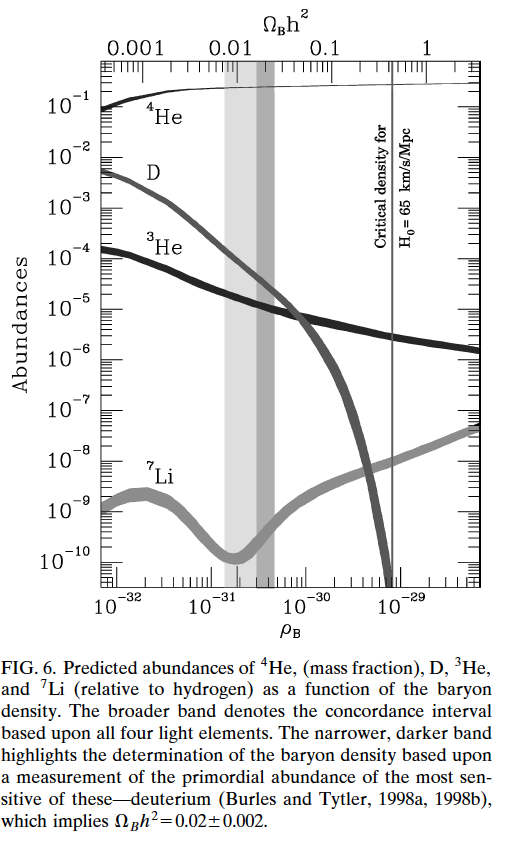 Ω_Bh²
0.001 0.01 0.1 1
10⁻¹
⁴He
10⁻²
D
10⁻³
Critical density for
H₀= 65 km/s/Mpc
³He
10⁻⁴
10⁻⁵
Abundances
10⁻⁶
10⁻⁷
10⁻⁸
⁷Li
10⁻⁹
10⁻¹⁰
10⁻³² 10⁻³¹ 10⁻³⁰ 10⁻²⁹
ρ_B
FIG. 6. Predicted abundances of ⁴He, (mass fraction), D, ³He,
and ⁷Li (relative to hydrogen) as a function of the baryon
density. The broader band denotes the concordance interval
based upon all four light elements. The narrower, darker band
highlights the determination of the baryon density based upon
a measurement of the primordial abundance of the most sen-
sitive of these—deuterium (Burles and Tytler, 1998a, 1998b),
which implies Ω_Bh²=0.02±0.002.